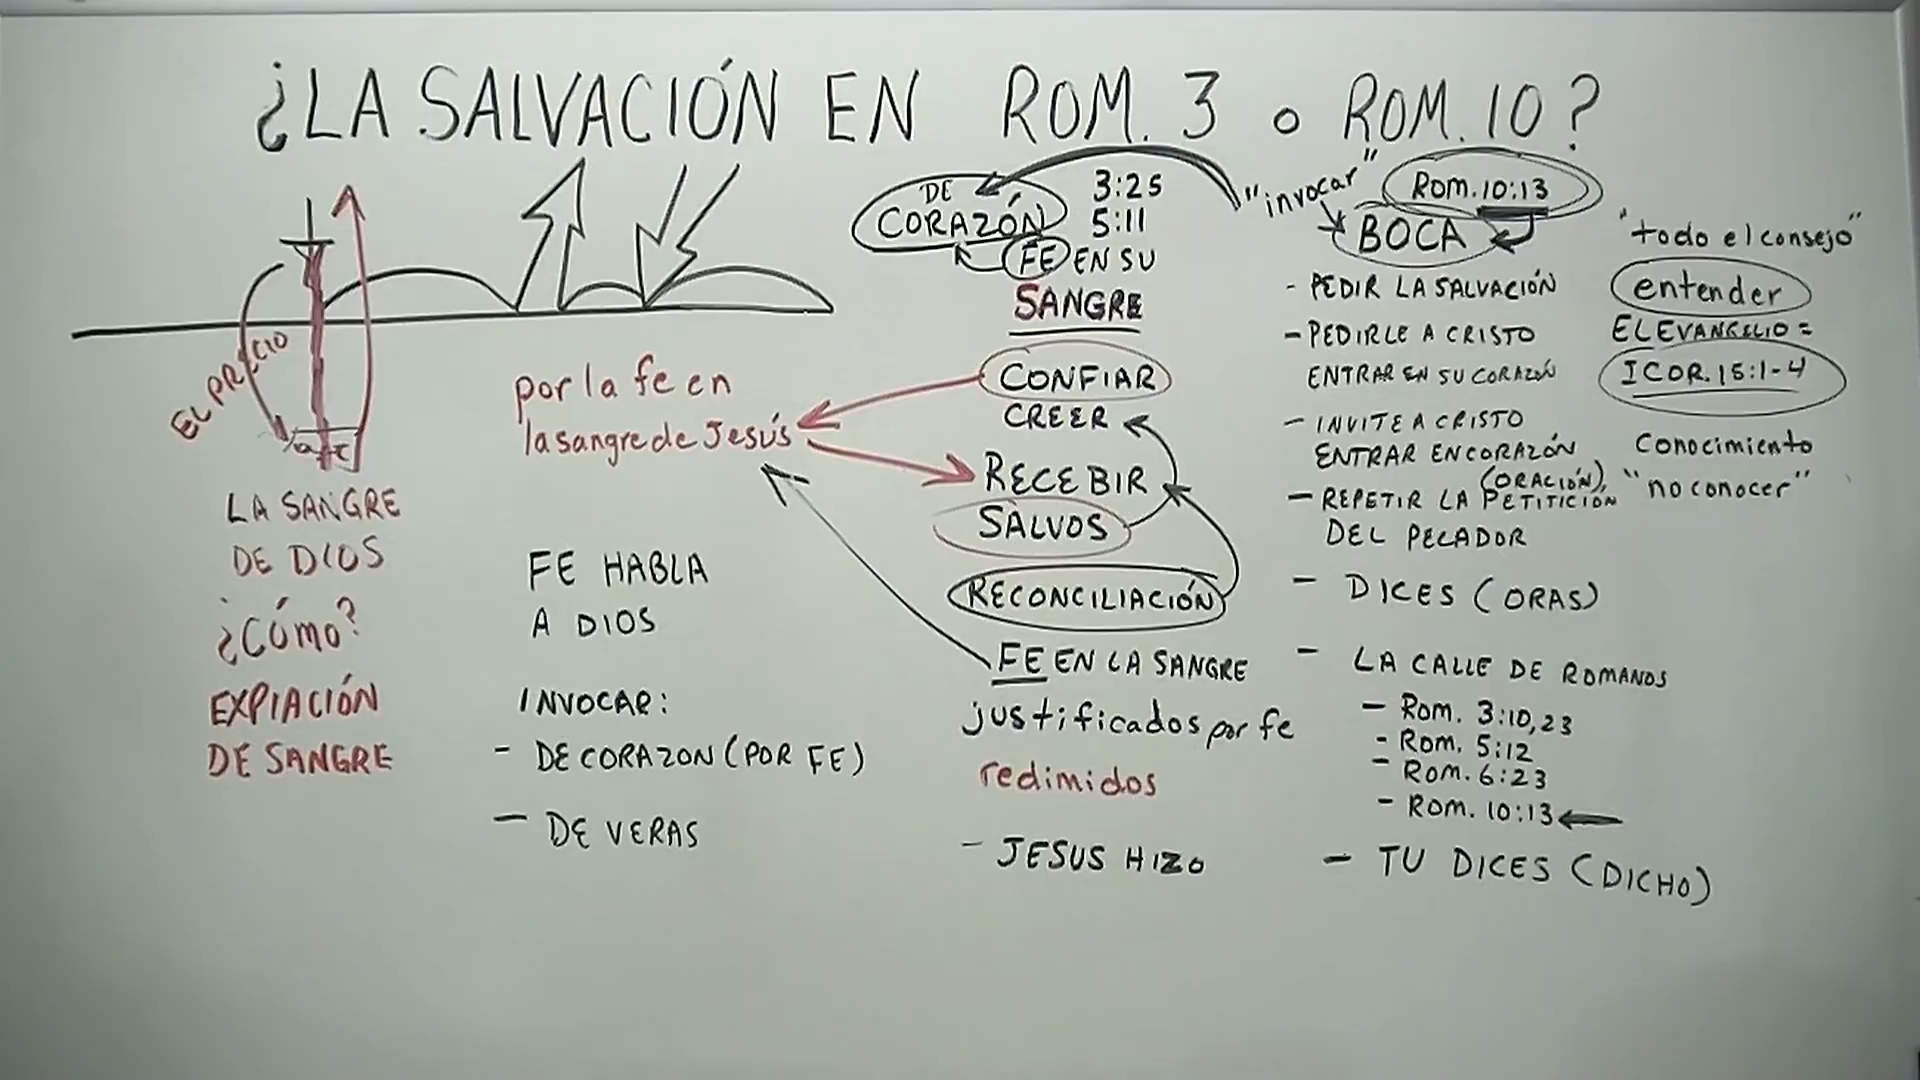 ¿LA SALVACIÓN EN ROM. 3 o ROM. 10?
EL PRECIO
LA SANGRE
DE DIOS
¿CÓMO?
EXPIACIÓN
DE SANGRE
por la fe en
la sangre de Jesús
FE HABLA
A DIOS
INVOCAR:
- DE CORAZON (POR FE)
- DE VERAS
DE
CORAZÓN
3:25
5:11
FE EN SU
SANGRE
CONFIAR
CREER
RECEBIR
SALVOS
RECONCILIACIÓN
FE EN LA SANGRE
justificados por fe
redimidos
- JESUS HIZO
"invocar"
Rom. 10:13
BOCA
- PEDIR LA SALVACIÓN
- PEDIRLE A CRISTO
ENTRAR EN SU CORAZÓN
- INVITE A CRISTO
ENTRAR EN CORAZÓN
(ORACIÓN),
- REPETIR LA PETITICIÓN
DEL PECADOR
- DICES (ORAS)
- LA CALLE DE ROMANOS
- Rom. 3:10,23
- Rom. 5:12
- Rom. 6:23
- Rom. 10:13
- TU DICES (DICHO)
"todo el consejo"
entender
EL EVANGELIO =
I COR. 15:1-4
Conocimiento
"no conocer"